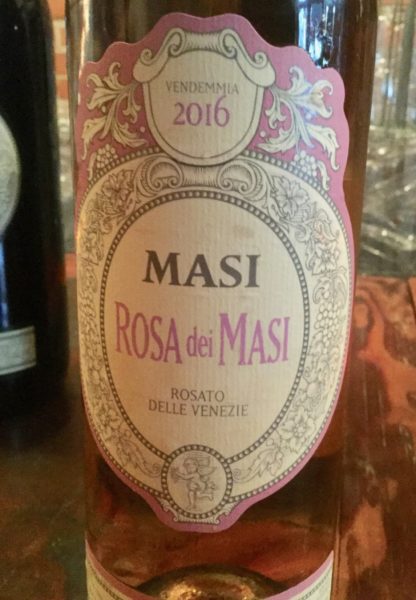 VENDEMMIA
2016
MASI
ROSA dei MASI
ROSATO
DELLE VENEZIE